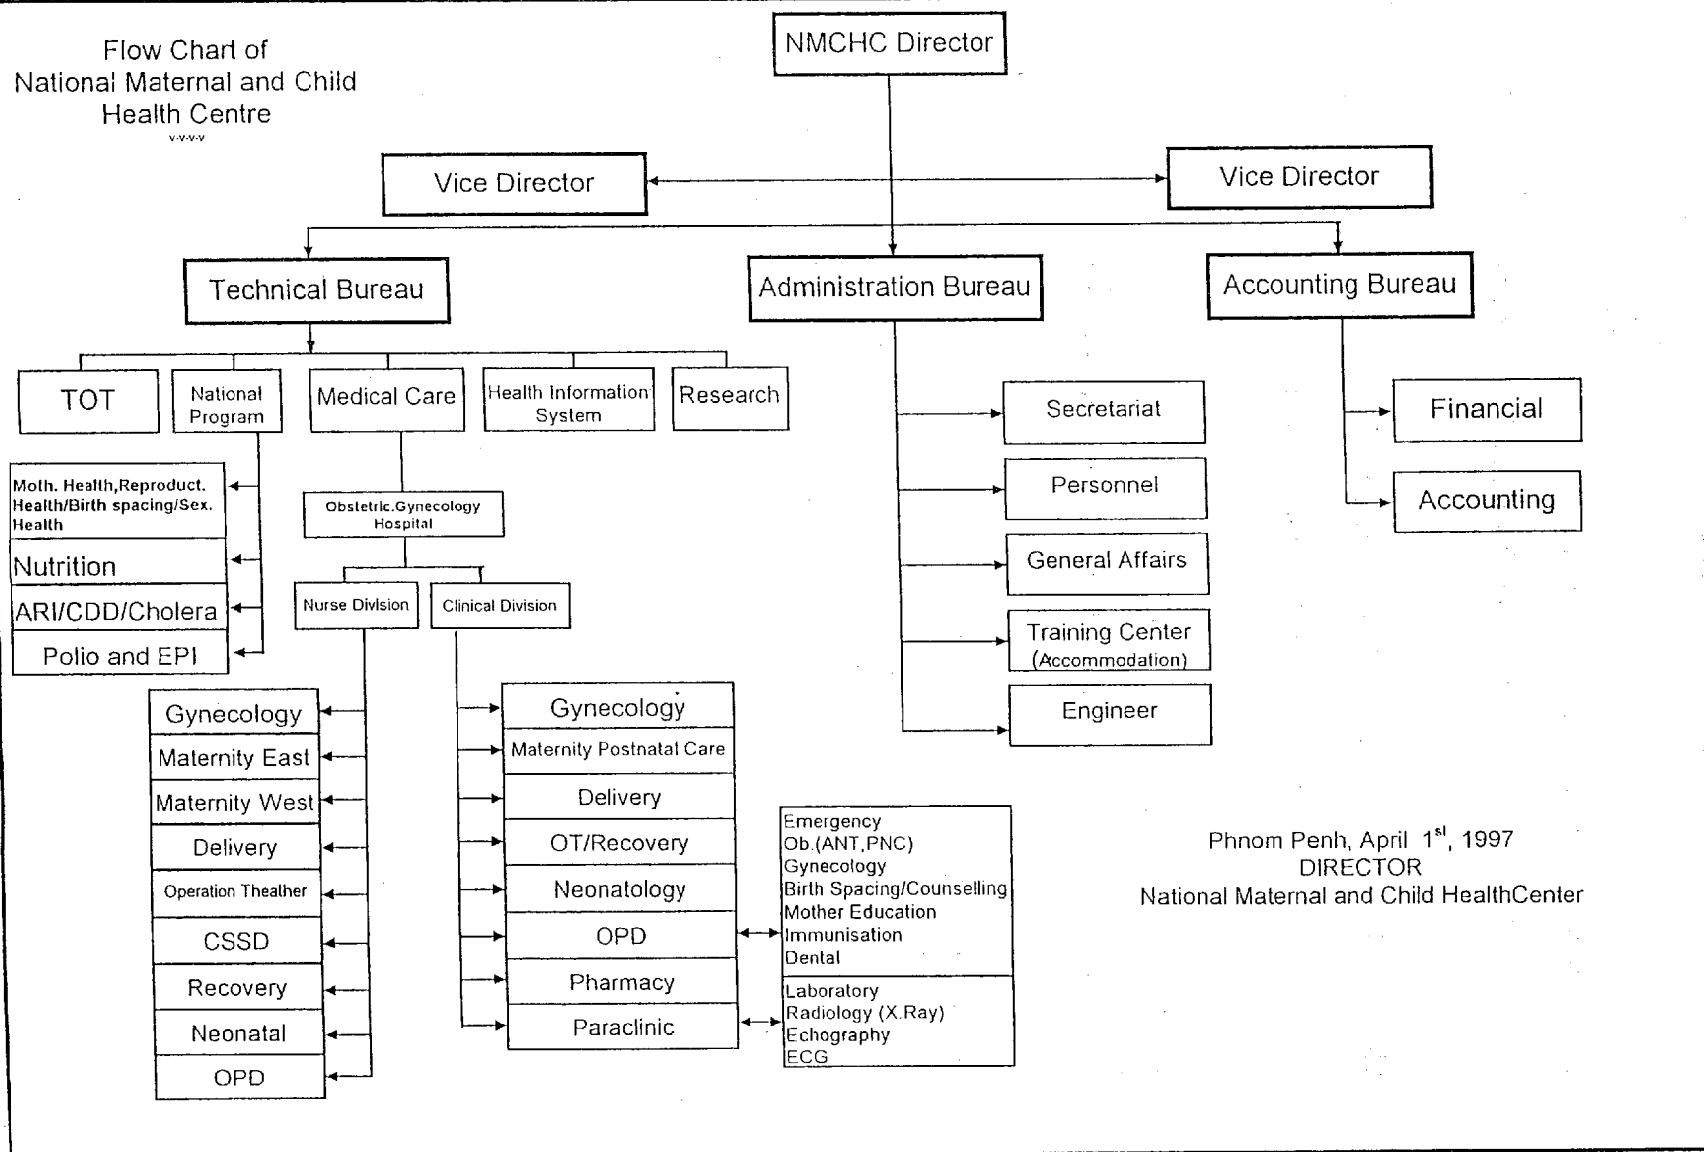 Flow Chart of
National Maternal and Child
Health Centre
v-v-v-v
NMCHC Director
Vice Director
Vice Director
Technical Bureau
Administration Bureau
Accounting Bureau
TOT
National
Program
Medical Care
Health Information
System
Research
Moth. Health,Reproduct.
Health/Birth spacing/Sex.
Health
Nutrition
ARI/CDD/Cholera
Polio and EPI
Obstetric.Gynecology
Hospital
Nurse Division
Clinical Division
Gynecology
Maternity East
Maternity West
Delivery
Operation Theather
CSSD
Recovery
Neonatal
OPD
Gynecology
Maternity Postnatal Care
Delivery
OT/Recovery
Neonatology
OPD
Pharmacy
Paraclinic
Emergency
Ob.(ANT,PNC)
Gynecology
Birth Spacing/Counselling
Mother Education
Immunisation
Dental
Laboratory
Radiology (X.Ray)
Echography
ECG
Secretariat
Personnel
General Affairs
Training Center
(Accommodation)
Engineer
Financial
Accounting
Phnom Penh, April 1st, 1997
DIRECTOR
National Maternal and Child HealthCenter